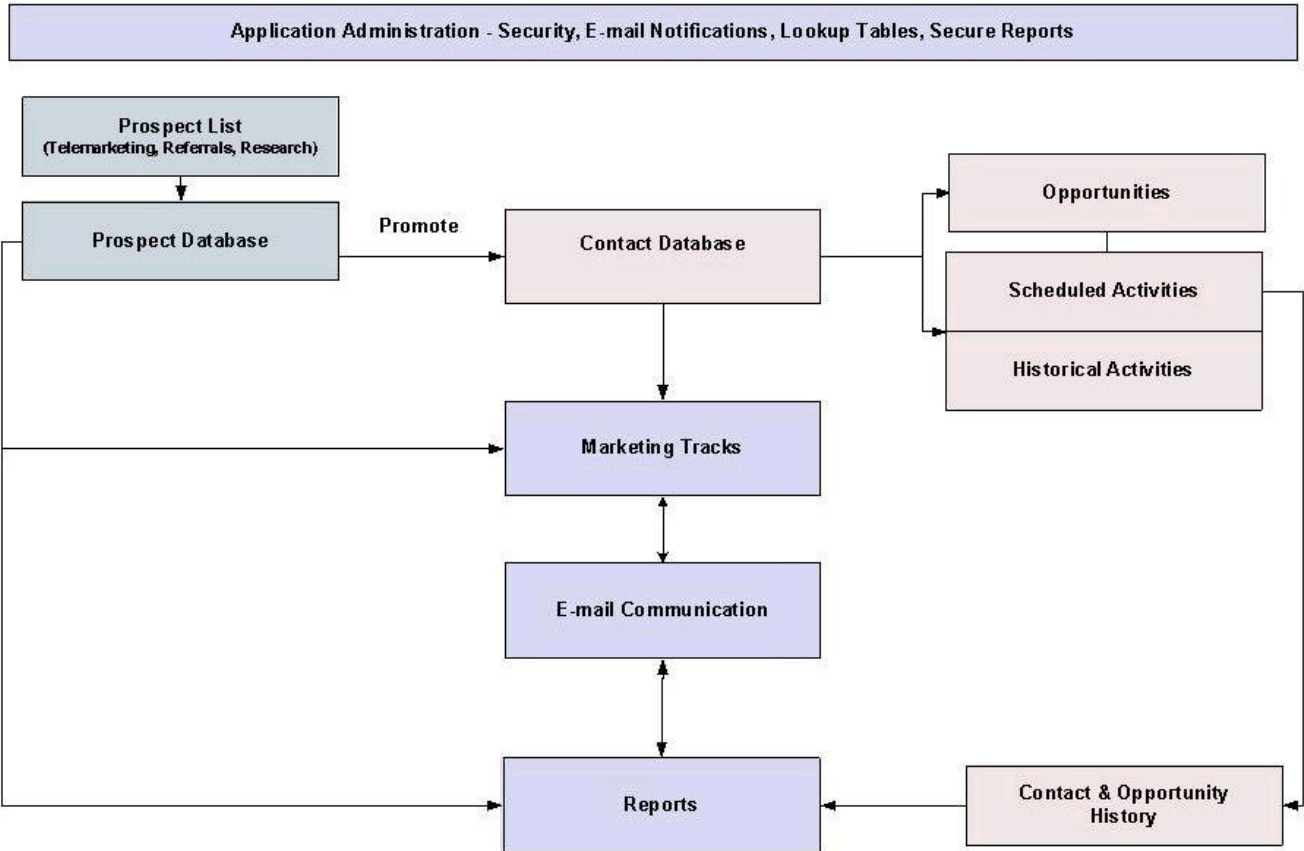 Application Administration - Security, E-mail Notifications, Lookup Tables, Secure Reports
Prospect List
(Telemarketing, Referrals, Research)
Prospect Database
Promote
Contact Database
Opportunities
Scheduled Activities
Historical Activities
Marketing Tracks
E-mail Communication
Reports
Contact & Opportunity
History